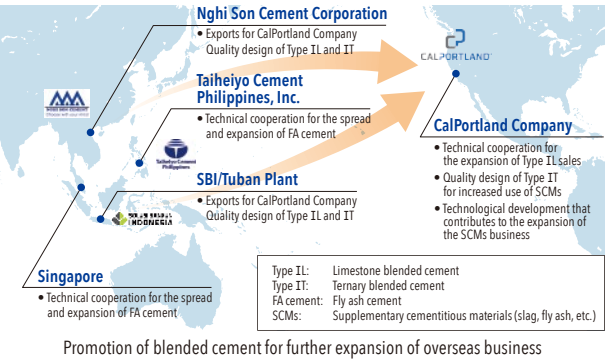 Nghi Son Cement Corporation
• Exports for CalPortland Company
Quality design of Type IL and IT
CALPORTLAND
Taiheiyo Cement
Philippines, Inc.
• Technical cooperation for the spread
and expansion of FA cement
Taiheiyo Cement
Philippines
CalPortland Company
• Technical cooperation for
the expansion of Type IL sales
• Quality design of Type IT
for increased use of SCMs
• Technological development that
contributes to the expansion of
the SCMs business
SBI/Tuban Plant
• Exports for CalPortland Company
Quality design of Type IL and IT
INDONESIA
Singapore
• Technical cooperation for the spread
and expansion of FA cement
Type IL: Limestone blended cement
Type IT: Ternary blended cement
FA cement: Fly ash cement
SCMs: Supplementary cementitious materials (slag, fly ash, etc.)
Promotion of blended cement for further expansion of overseas business